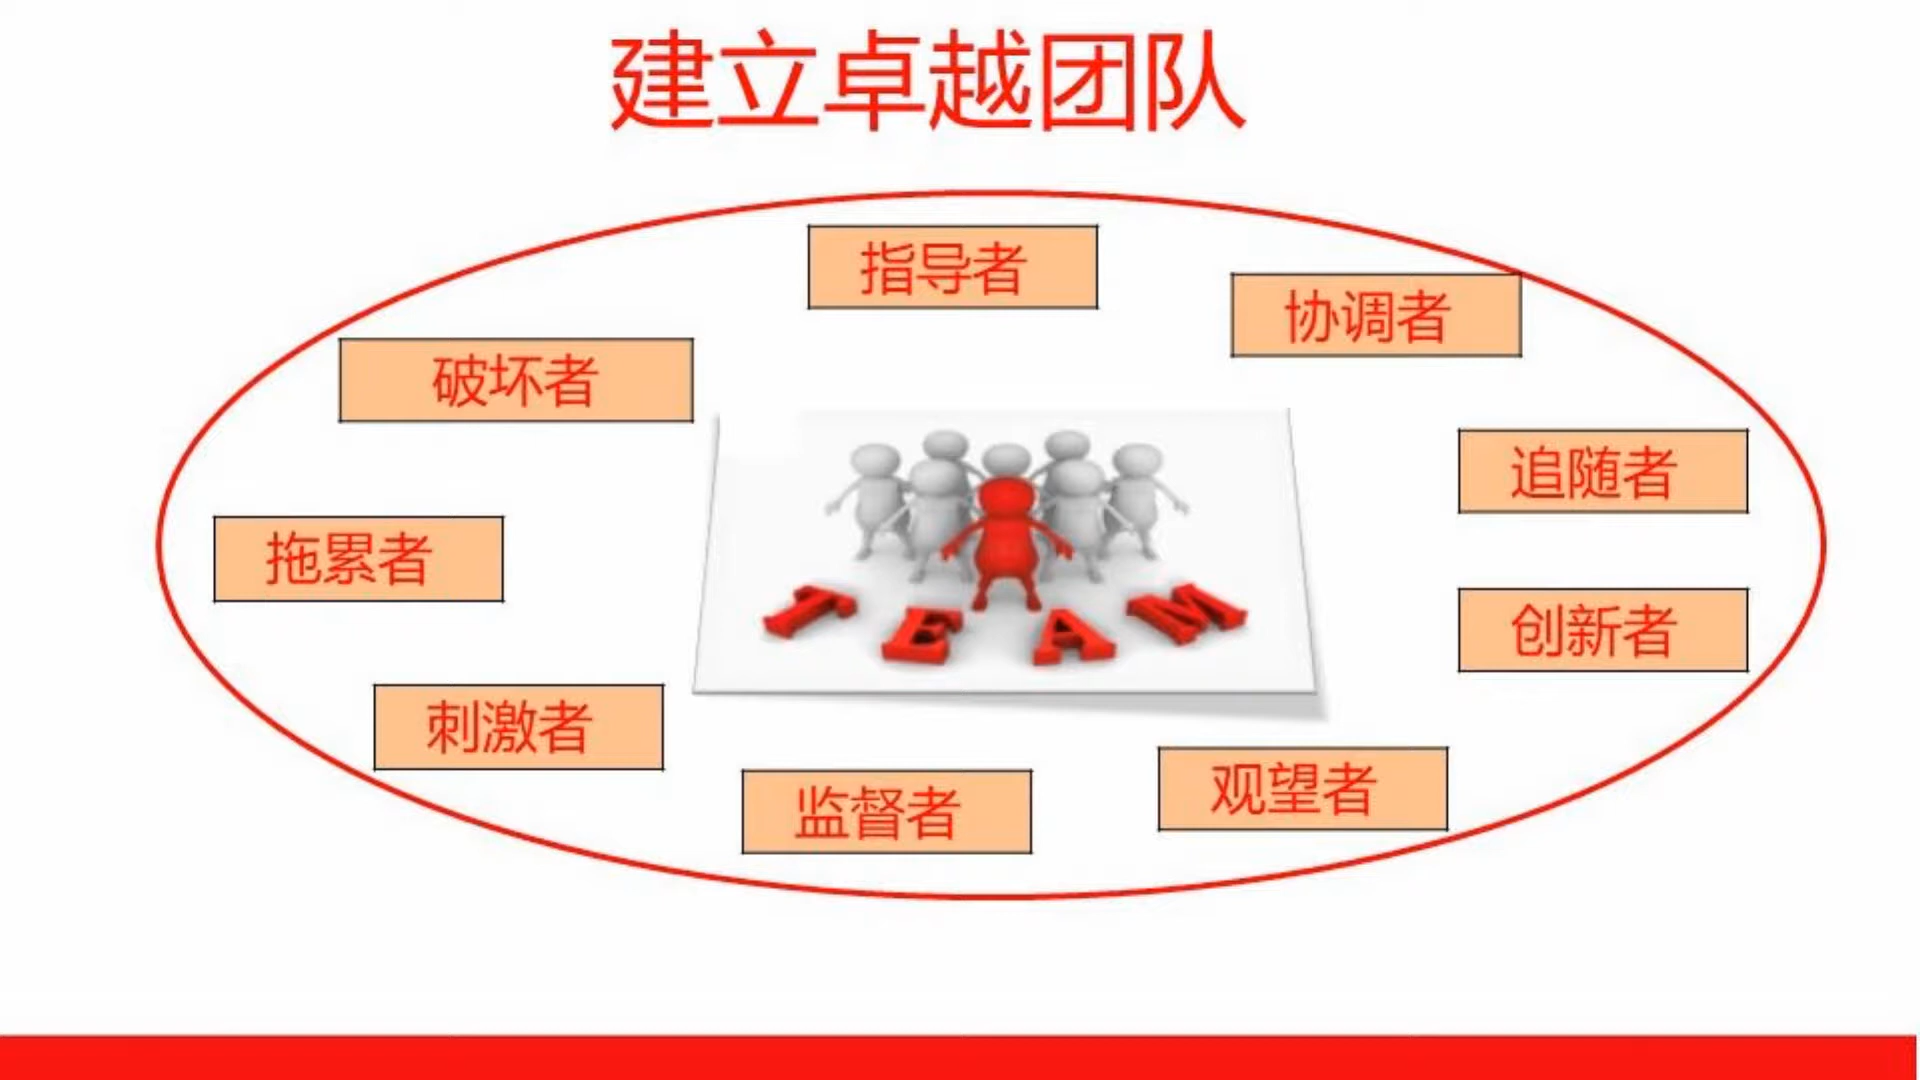 建立卓越团队
指导者
协调者
破坏者
追随者
拖累者
创新者
刺激者
观望者
监督者
TEAM